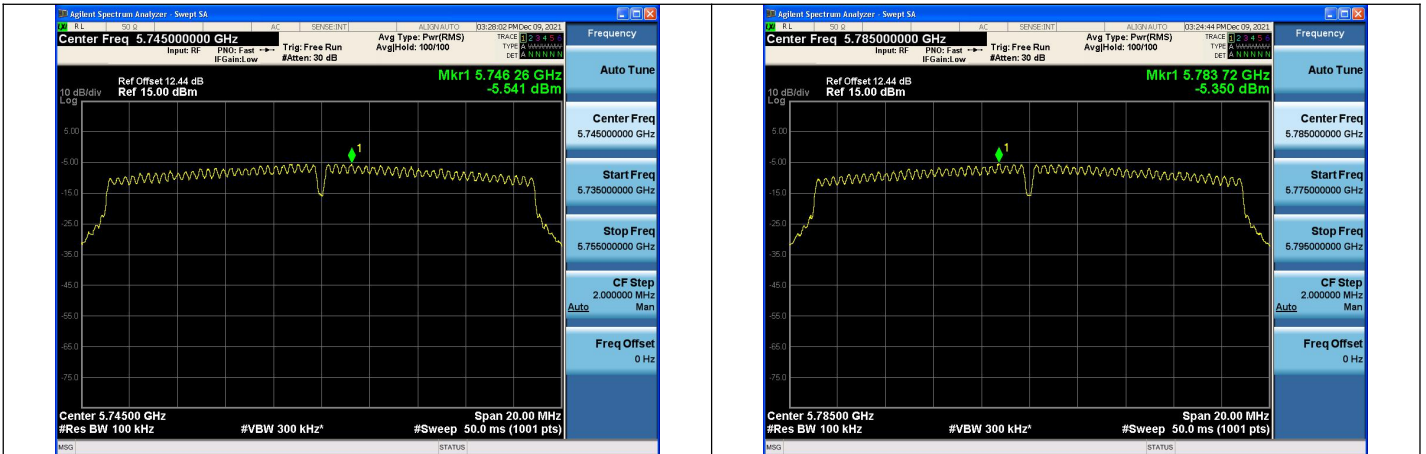 Agilent Spectrum Analyzer - Swept SA
RL 50 Ω AC SENSE:INT ALIGNAUTO 03:28:02 PM Dec 09, 2021
Center Freq 5.745000000 GHz
Input: RF PNO: Fast Trig: Free Run Avg Type: Pwr(RMS) TRACE 1 2 3 4 5 6
IFGain:Low #Atten: 30 dB Avg|Hold: 100/100 TYPE
DET A N N N N N
Mkr1 5.746 26 GHz
-5.541 dBm
Ref Offset 12.44 dB
10 dB/div Ref 15.00 dBm
Log
5.00
-5.00
-15.0
-25.0
-35.0
-45.0
-55.0
-65.0
-75.0
1
Center 5.74500 GHz Span 20.00 MHz
#Res BW 100 kHz #VBW 300 kHz* #Sweep 50.0 ms (1001 pts)
MSG STATUS
Frequency
Auto Tune
Center Freq
5.745000000 GHz
Start Freq
5.735000000 GHz
Stop Freq
5.755000000 GHz
CF Step
2.000000 MHz
Auto Man
Freq Offset
0 Hz
Agilent Spectrum Analyzer - Swept SA
RL 50 Ω AC SENSE:INT ALIGNAUTO 03:24:44 PM Dec 09, 2021
Center Freq 5.785000000 GHz
Input: RF PNO: Fast Trig: Free Run Avg Type: Pwr(RMS) TRACE 1 2 3 4 5 6
IFGain:Low #Atten: 30 dB Avg|Hold: 100/100 TYPE
DET A N N N N N
Mkr1 5.783 72 GHz
-5.350 dBm
Ref Offset 12.44 dB
10 dB/div Ref 15.00 dBm
Log
5.00
-5.00
-15.0
-25.0
-35.0
-45.0
-55.0
-65.0
-75.0
1
Center 5.78500 GHz Span 20.00 MHz
#Res BW 100 kHz #VBW 300 kHz* #Sweep 50.0 ms (1001 pts)
MSG STATUS
Frequency
Auto Tune
Center Freq
5.785000000 GHz
Start Freq
5.775000000 GHz
Stop Freq
5.795000000 GHz
CF Step
2.000000 MHz
Auto Man
Freq Offset
0 Hz